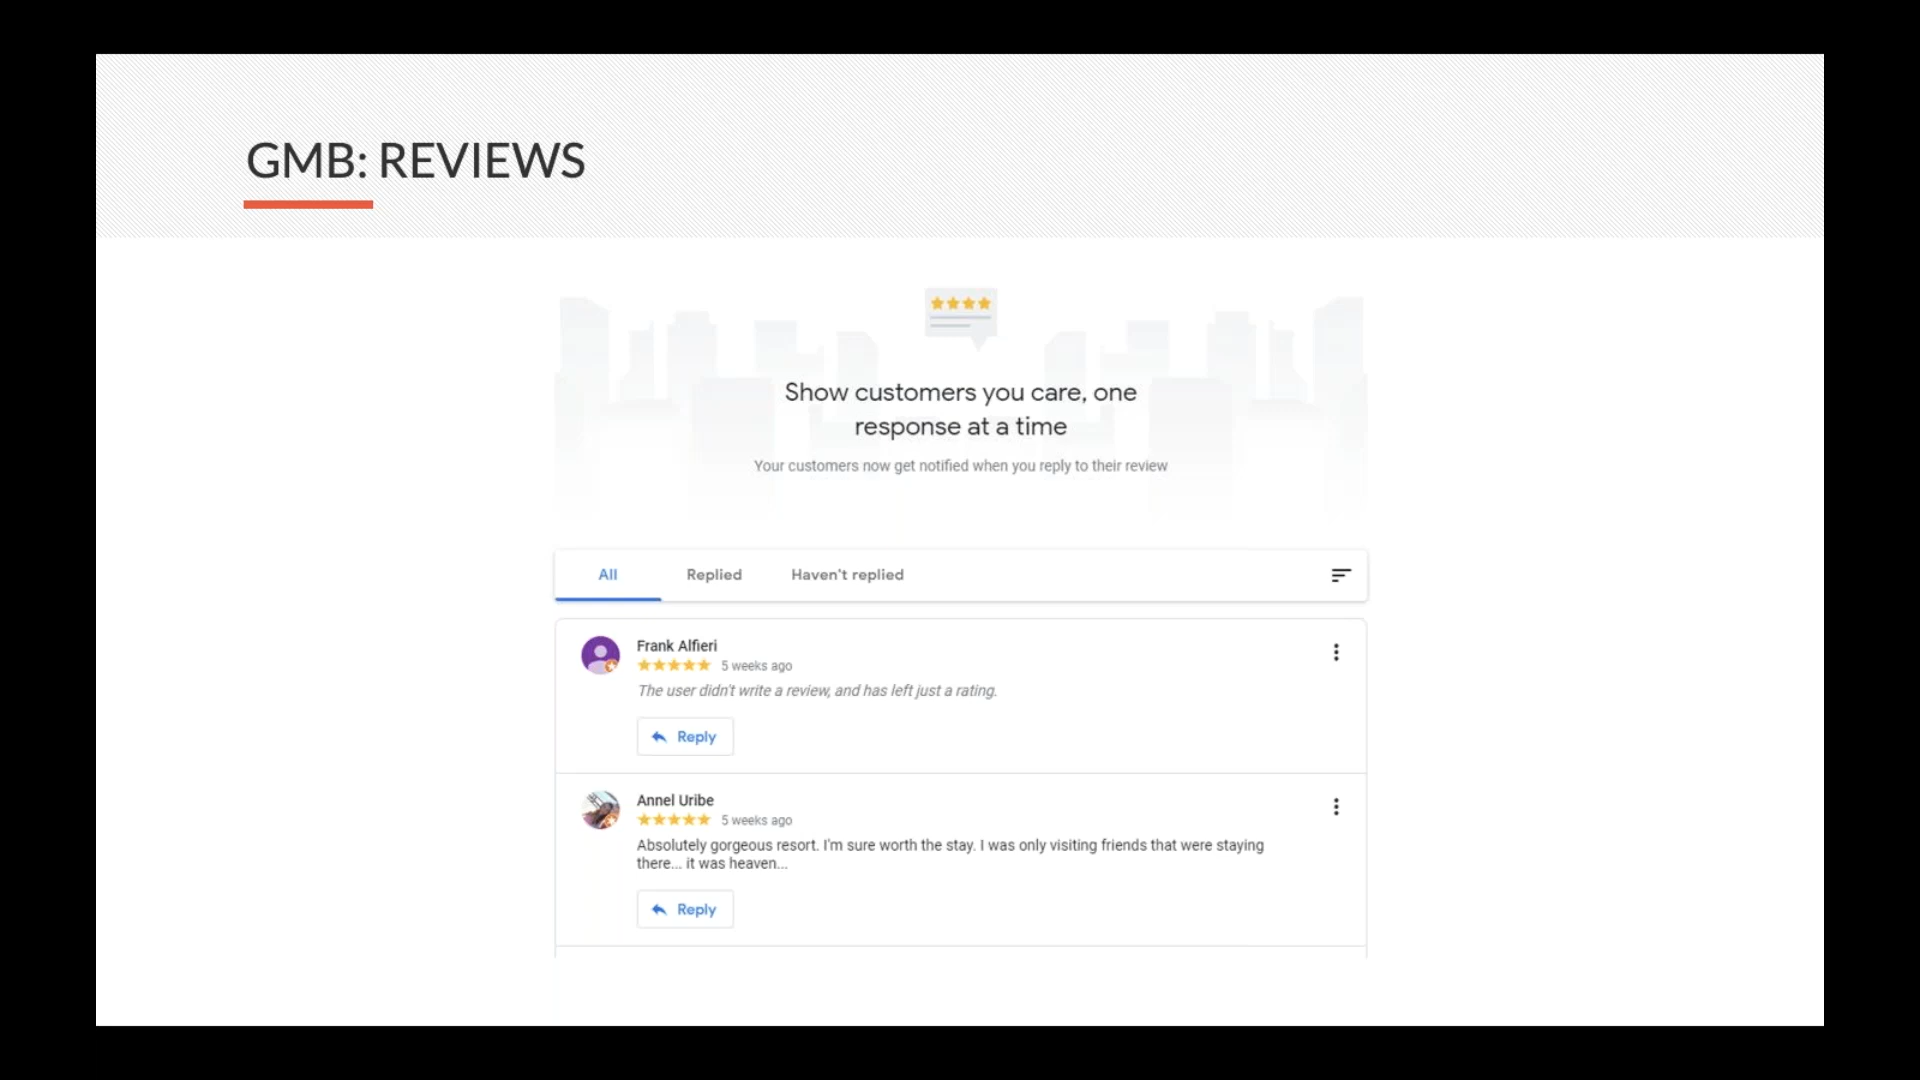 GMB: REVIEWS
Show customers you care, one
response at a time
Your customers now get notified when you reply to their review
All Replied Haven't replied
Frank Alfieri
5 weeks ago
The user didn't write a review, and has left just a rating.
Reply
Annel Uribe
5 weeks ago
Absolutely gorgeous resort. I'm sure worth the stay. I was only visiting friends that were staying
there... it was heaven...
Reply